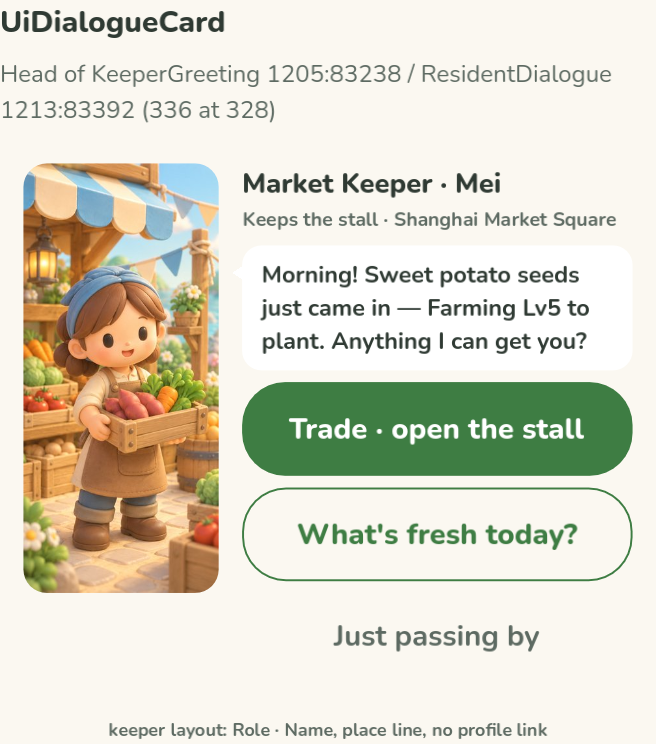 UiDialogueCard
Head of KeeperGreeting 1205:83238 / ResidentDialogue
1213:83392 (336 at 328)
Market Keeper · Mei
Keeps the stall · Shanghai Market Square
Morning! Sweet potato seeds
just came in — Farming Lv5 to
plant. Anything I can get you?
Trade · open the stall
What's fresh today?
Just passing by
keeper layout: Role · Name, place line, no profile link